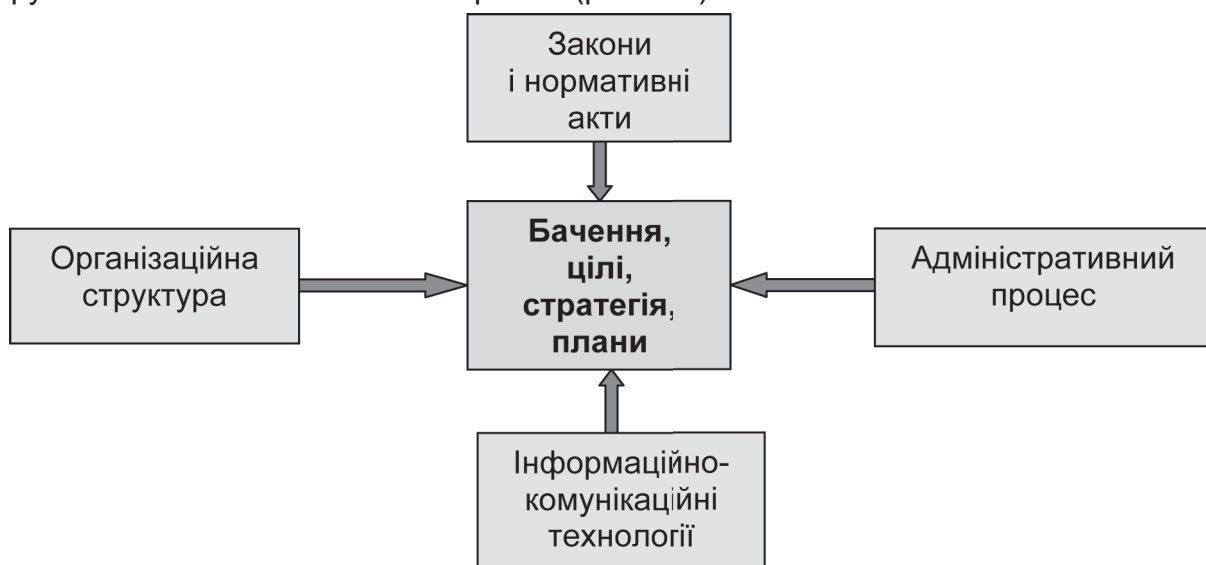 Закони
і нормативні
акти
Організаційна
структура
Бачення,
цілі,
стратегія,
плани
Адміністративний
процес
Інформаційно-
комунікаційні
технології